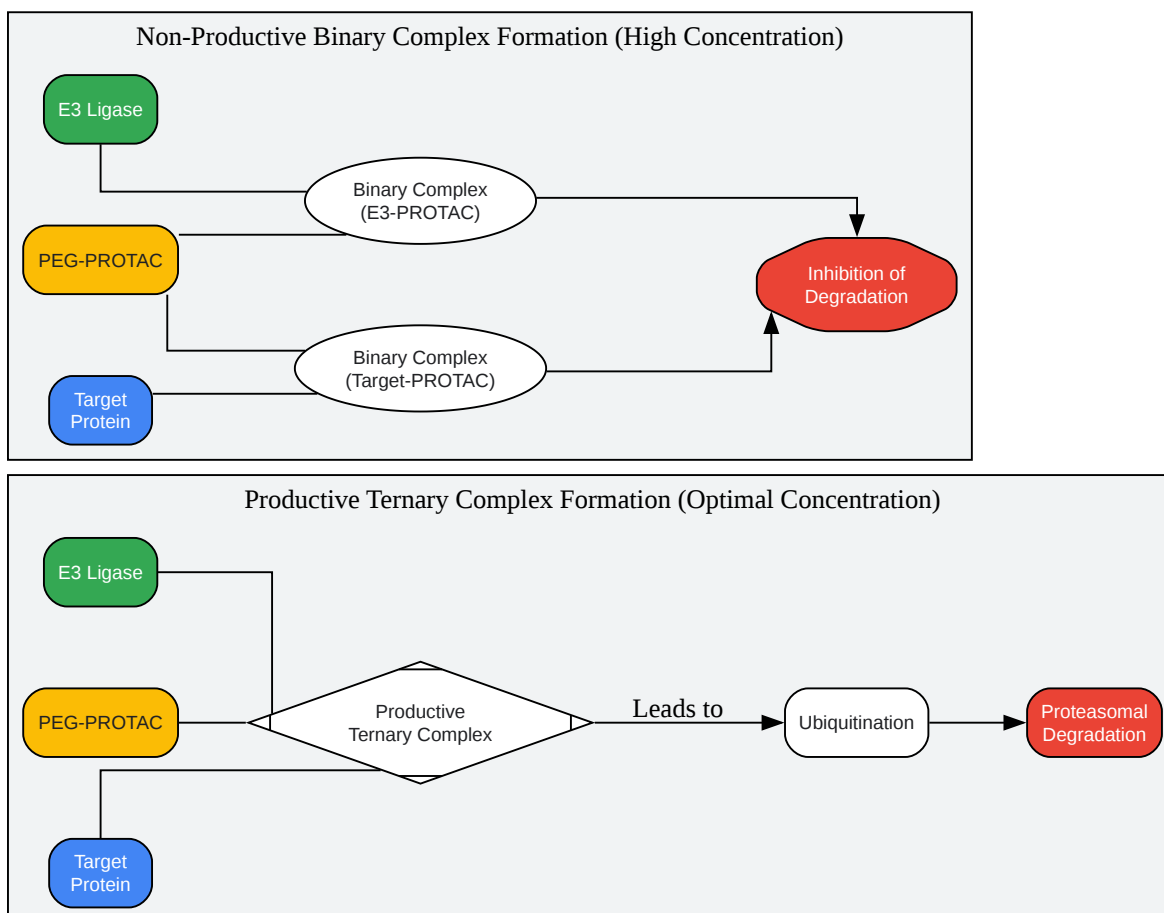 Non-Productive Binary Complex Formation (High Concentration)
E3 Ligase
Binary Complex
(E3-PROTAC)
PEG-PROTAC
Inhibition of
Degradation
Binary Complex
(Target-PROTAC)
Target
Protein
Productive Ternary Complex Formation (Optimal Concentration)
E3 Ligase
PEG-PROTAC
Productive
Ternary Complex
Leads to
Ubiquitination
Proteasomal
Degradation
Target
Protein